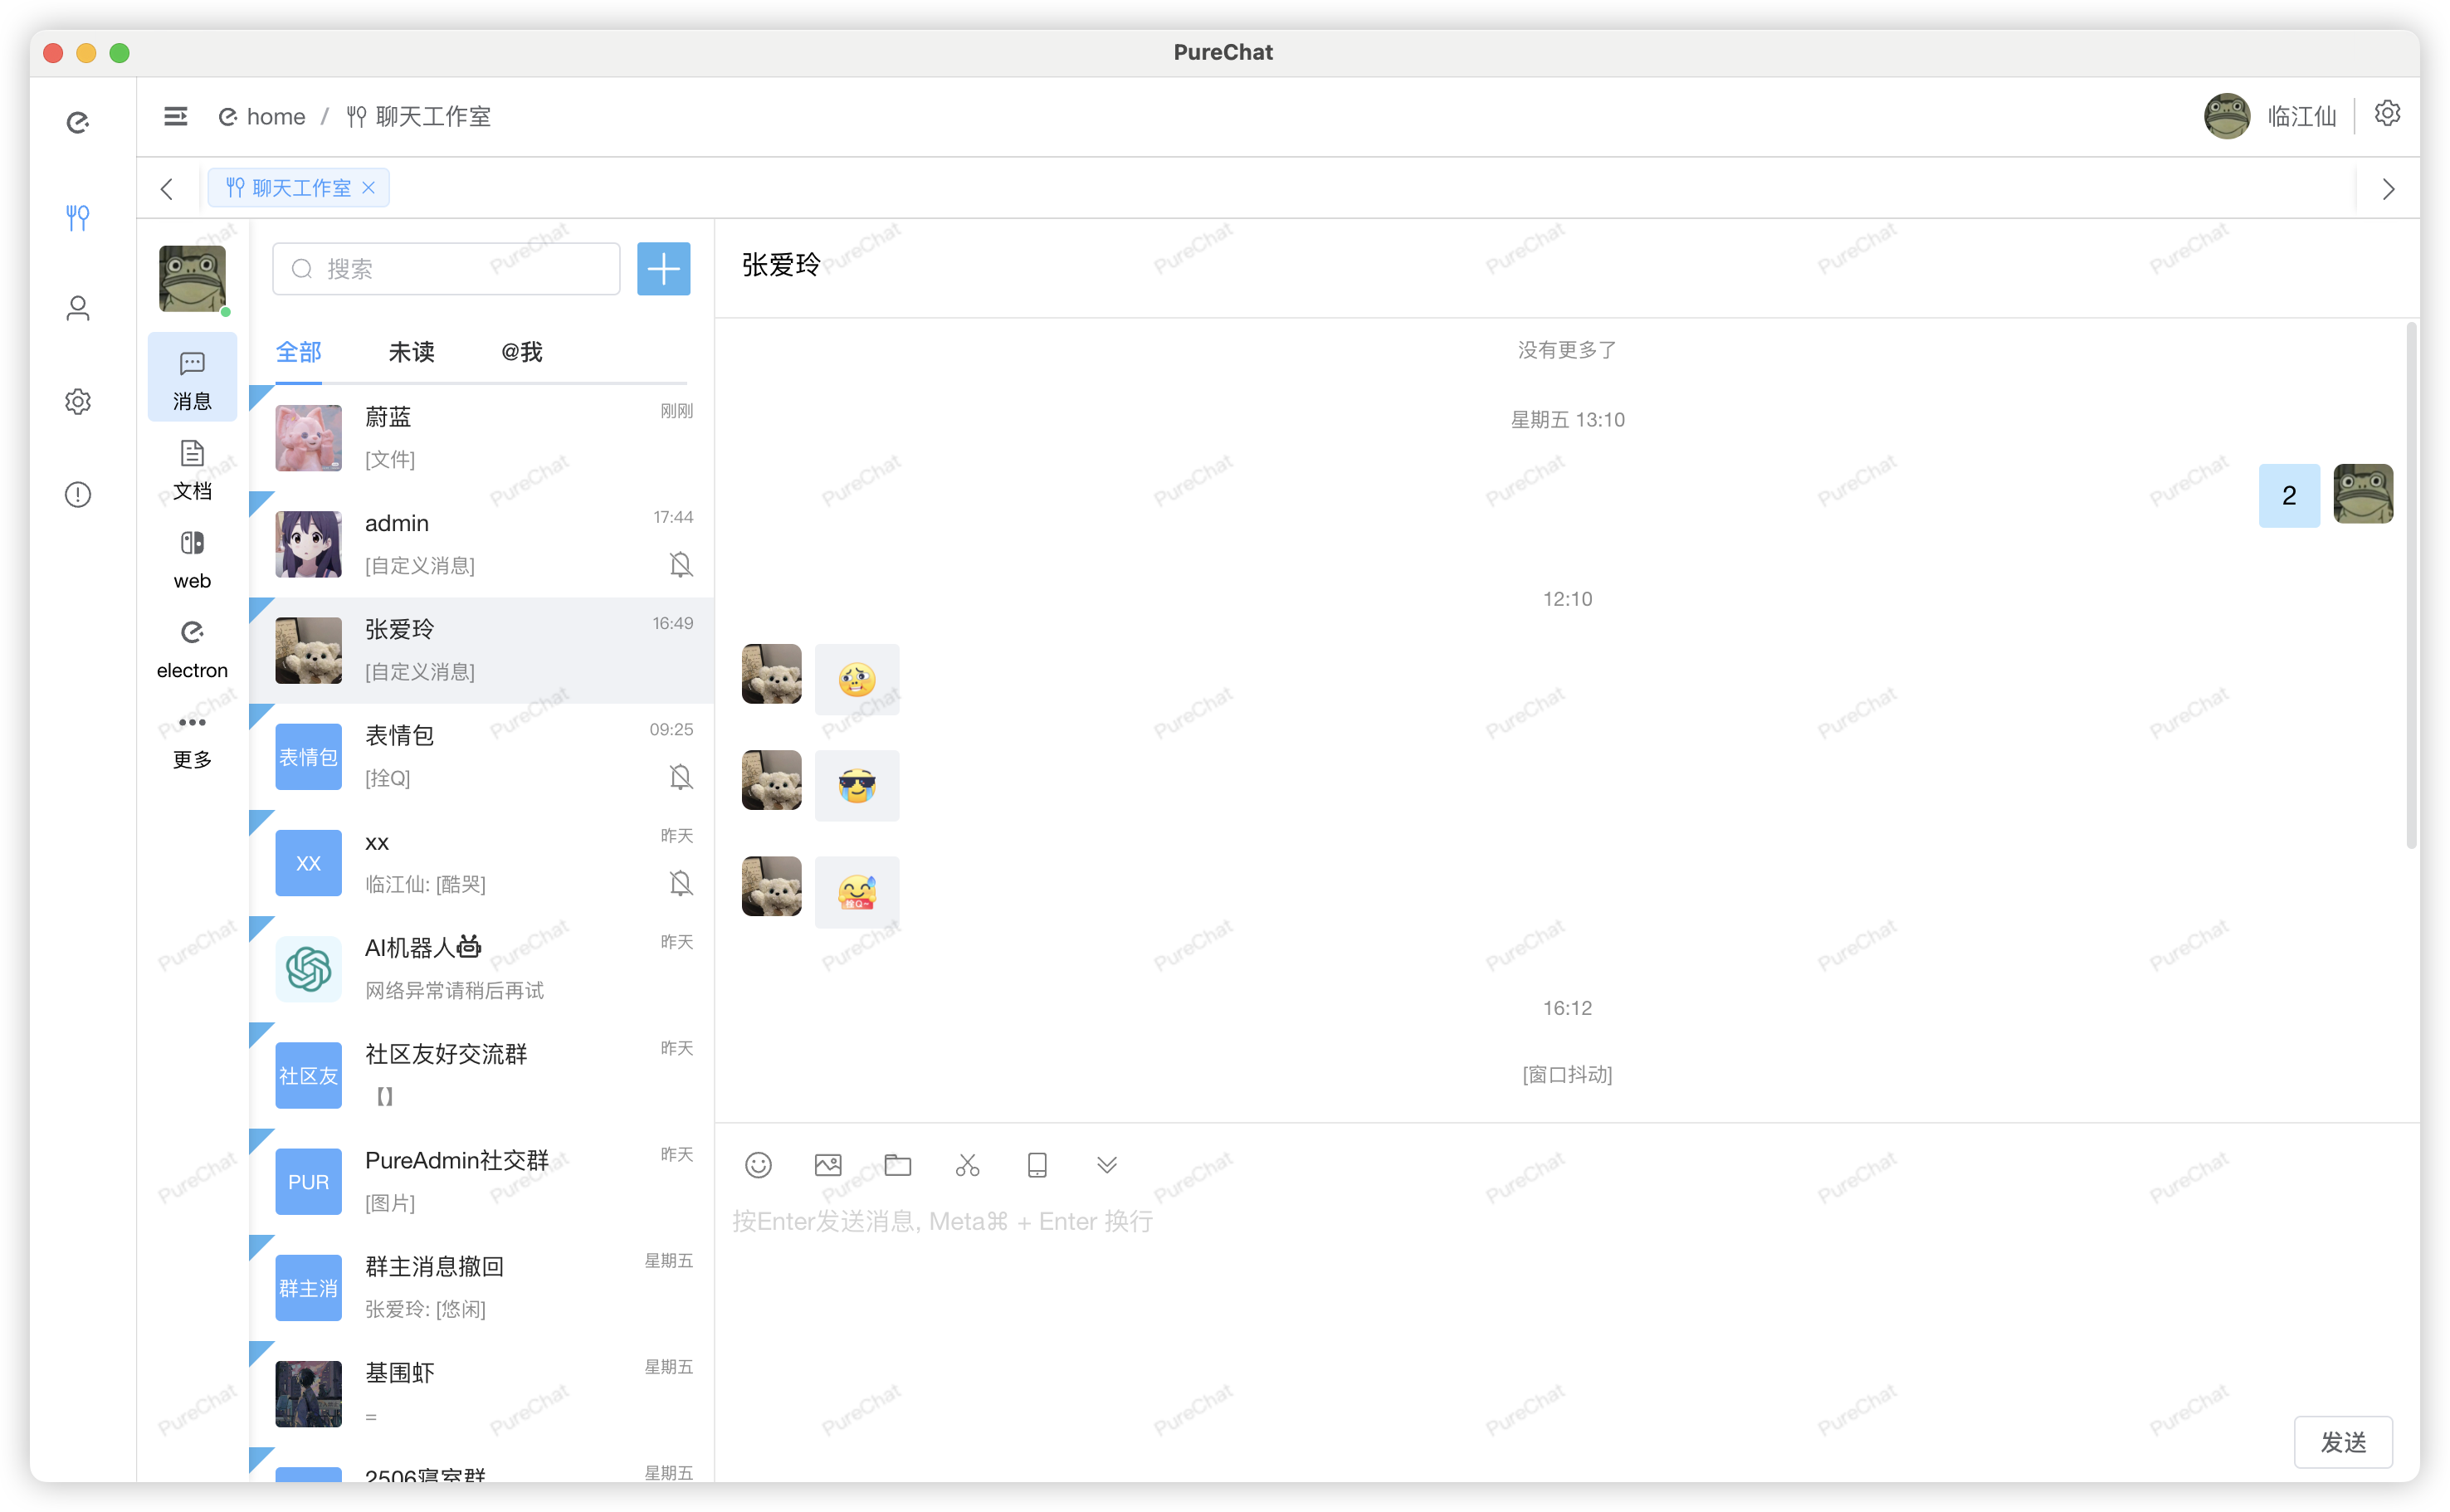 PureChat
home / 聊天工作室
临江仙
聊天工作室
消息
文档
web
electron
更多
搜索
全部 未读 @我
蔚蓝 刚刚
[文件]
admin 17:44
[自定义消息]
张爱玲 16:49
[自定义消息]
表情包
表情包 09:25
[拴Q]
XX
xx 昨天
临江仙: [酷哭]
AI机器人 昨天
网络异常请稍后再试
社区友
社区友好交流群 昨天
【】
PUR
PureAdmin社交群 昨天
[图片]
群主消
群主消息撤回 星期五
张爱玲: [悠闲]
基围虾 星期五
=
2506寝室群 星期五
张爱玲
没有更多了
星期五 13:10
2
12:10
拴Q~
16:12
[窗口抖动]
按Enter发送消息, Meta⌘ + Enter 换行
发送
PureChat